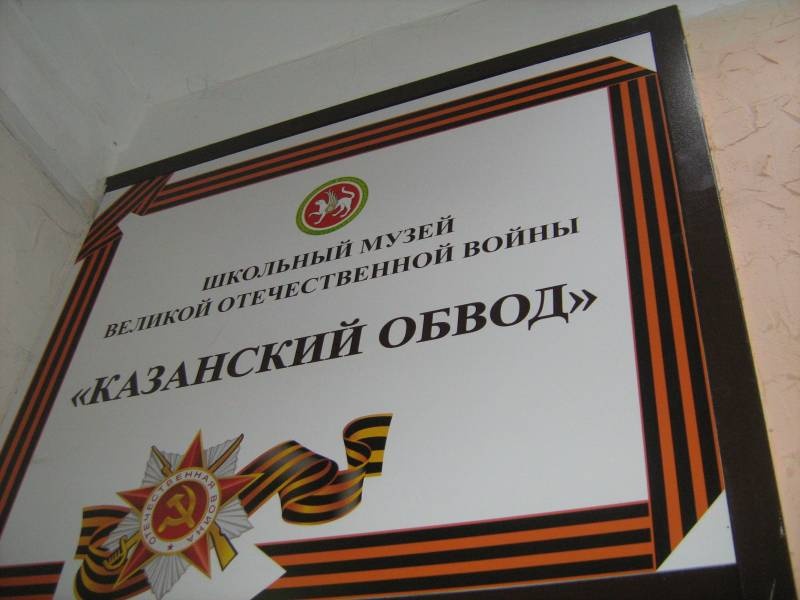 ШКОЛЬНЫЙ МУЗЕЙ
ВЕЛИКОЙ ОТЕЧЕСТВЕННОЙ ВОЙНЫ
«КАЗАНСКИЙ ОБВОД»
ОТЕЧЕСТВЕННАЯ ВОЙНА